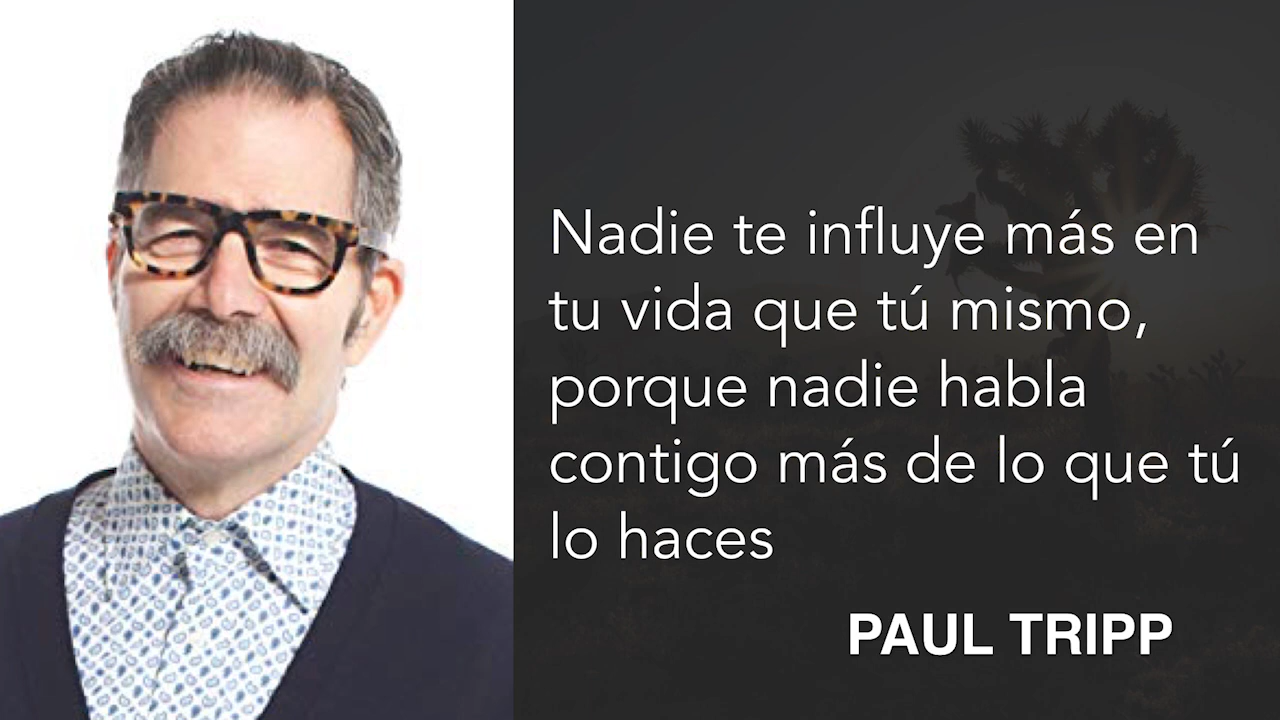 Nadie te influye más en
tu vida que tú mismo,
porque nadie habla
contigo más de lo que tú
lo haces
PAUL TRIPP